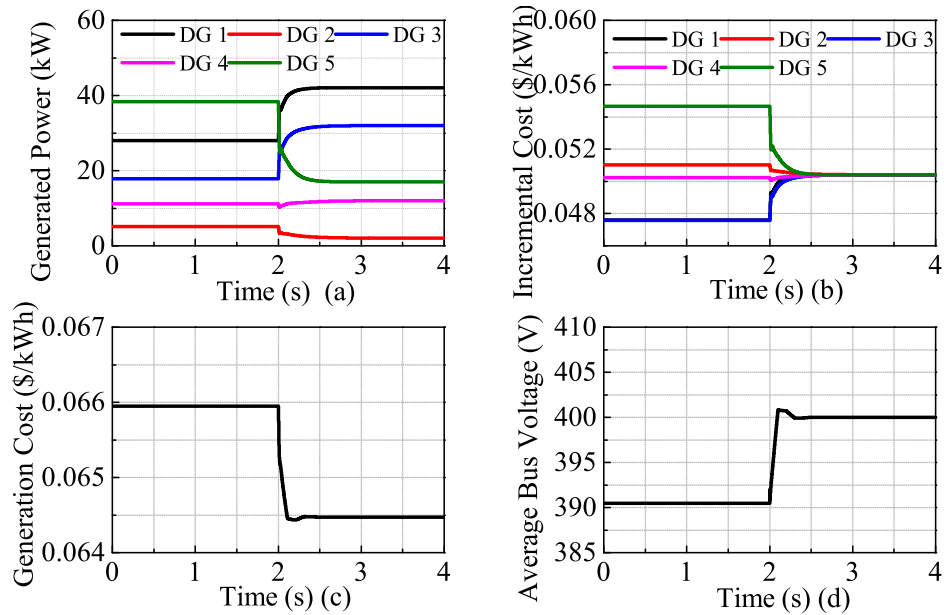 Generated Power (kW)
60
40
20
0
DG 1 DG 2 DG 3
DG 4 DG 5
0 1 2 3 4
Time (s) (a)
Incremental Cost ($/kWh)
0.060
0.056
0.052
0.048
DG 1 DG 2 DG 3
DG 4 DG 5
0 1 2 3 4
Time (s) (b)
Generation Cost ($/kWh)
0.067
0.066
0.065
0.064
0 1 2 3 4
Time (s) (c)
Average Bus Voltage (V)
410
405
400
395
390
385
0 1 2 3 4
Time (s) (d)